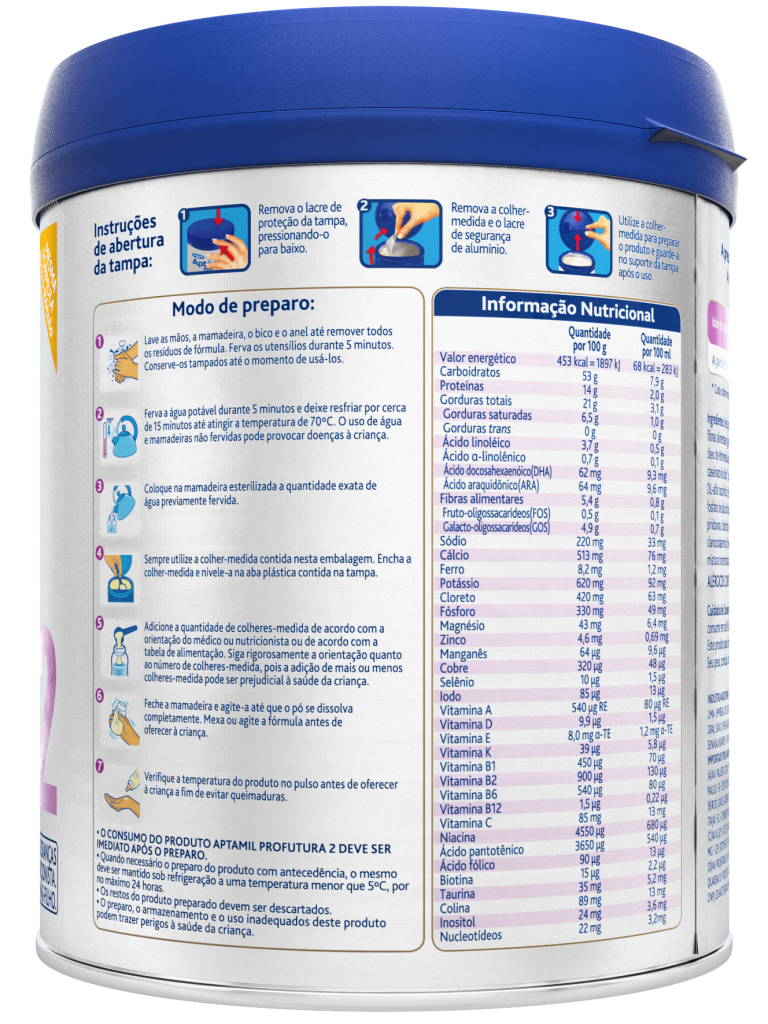 Instruções
de abertura
da tampa:
1
Apt
Remova o lacre de
proteção da tampa,
pressionando-o
para baixo.
2
Remova a colher-
medida e o lacre
de segurança
de alumínio.
3
Utilize a colher-
medida para preparar
o produto e guarde-a
no suporte da tampa
após o uso.
Modo de preparo:
1
Lave as mãos, a mamadeira, o bico e o anel até remover todos
os resíduos de fórmula. Ferva os utensílios durante 5 minutos.
Conserve-os tampados até o momento de usá-los.
2
70°
Ferva a água potável durante 5 minutos e deixe resfriar por cerca
de 15 minutos até atingir a temperatura de 70ºC. O uso de água
e mamadeiras não fervidas pode provocar doenças à criança.
3
Coloque na mamadeira esterilizada a quantidade exata de
água previamente fervida.
4
Sempre utilize a colher-medida contida nesta embalagem. Encha a
colher-medida e nivele-a na aba plástica contida na tampa.
5
Adicione a quantidade de colheres-medida de acordo com a
orientação do médico ou nutricionista ou de acordo com a
tabela de alimentação. Siga rigorosamente a orientação quanto
ao número de colheres-medida, pois a adição de mais ou menos
colheres-medida pode ser prejudicial à saúde da criança.
6
Feche a mamadeira e agite-a até que o pó se dissolva
completamente. Mexa ou agite a fórmula antes de
oferecer à criança.
7
Verifique a temperatura do produto no pulso antes de oferecer
à criança a fim de evitar queimaduras.
• O CONSUMO DO PRODUTO APTAMIL PROFUTURA 2 DEVE SER
IMEDIATO APÓS O PREPARO.
• Quando necessário o preparo do produto com antecedência, o mesmo
deve ser mantido sob refrigeração a uma temperatura menor que 5ºC, por
no máximo 24 horas.
• Os restos do produto preparado devem ser descartados.
• O preparo, o armazenamento e o uso inadequados deste produto
podem trazer perigos à saúde da criança.
Informação Nutricional
Quantidade por 100 g Quantidade por 100 ml
Valor energético 453 kcal = 1897 kJ 68 kcal = 283 kJ
Carboidratos 53 g 7,9 g
Proteínas 14 g 2,0 g
Gorduras totais 21 g 3,1 g
Gorduras saturadas 6,5 g 1,0 g
Gorduras trans 0 g 0 g
Ácido linoléico 3,7 g 0,5 g
Ácido α-linolênico 0,7 g 0,1 g
Ácido docosahexaenóico(DHA) 62 mg 9,3 mg
Ácido araquidônico(ARA) 64 mg 9,6 mg
Fibras alimentares 5,4 g 0,8 g
Fruto-oligossacarídeos(FOS) 0,5 g 0,1 g
Galacto-oligossacarídeos(GOS) 4,9 g 0,7 g
Sódio 220 mg 33 mg
Cálcio 513 mg 76 mg
Ferro 8,2 mg 1,2 mg
Potássio 620 mg 92 mg
Cloreto 420 mg 63 mg
Fósforo 330 mg 49 mg
Magnésio 43 mg 6,4 mg
Zinco 4,6 mg 0,69 mg
Manganês 64 µg 9,6 µg
Cobre 320 µg 48 µg
Selênio 10 µg 1,5 µg
Iodo 85 µg 13 µg
Vitamina A 540 µg RE 80 µg RE
Vitamina D 9,9 µg 1,5 µg
Vitamina E 8,0 mg α-TE 1,2 mg α-TE
Vitamina K 39 µg 5,8 µg
Vitamina B1 450 µg 70 µg
Vitamina B2 900 µg 130 µg
Vitamina B6 540 µg 80 µg
Vitamina B12 1,5 µg 0,22 µg
Vitamina C 85 mg 13 mg
Niacina 4550 µg 680 µg
Ácido pantotênico 3650 µg 540 µg
Ácido fólico 90 µg 13 µg
Biotina 15 µg 2,2 µg
Taurina 35 mg 5,2 mg
Colina 89 mg 13 mg
Inositol 24 mg 3,6 mg
Nucleotídeos 22 mg 3,2mg
2